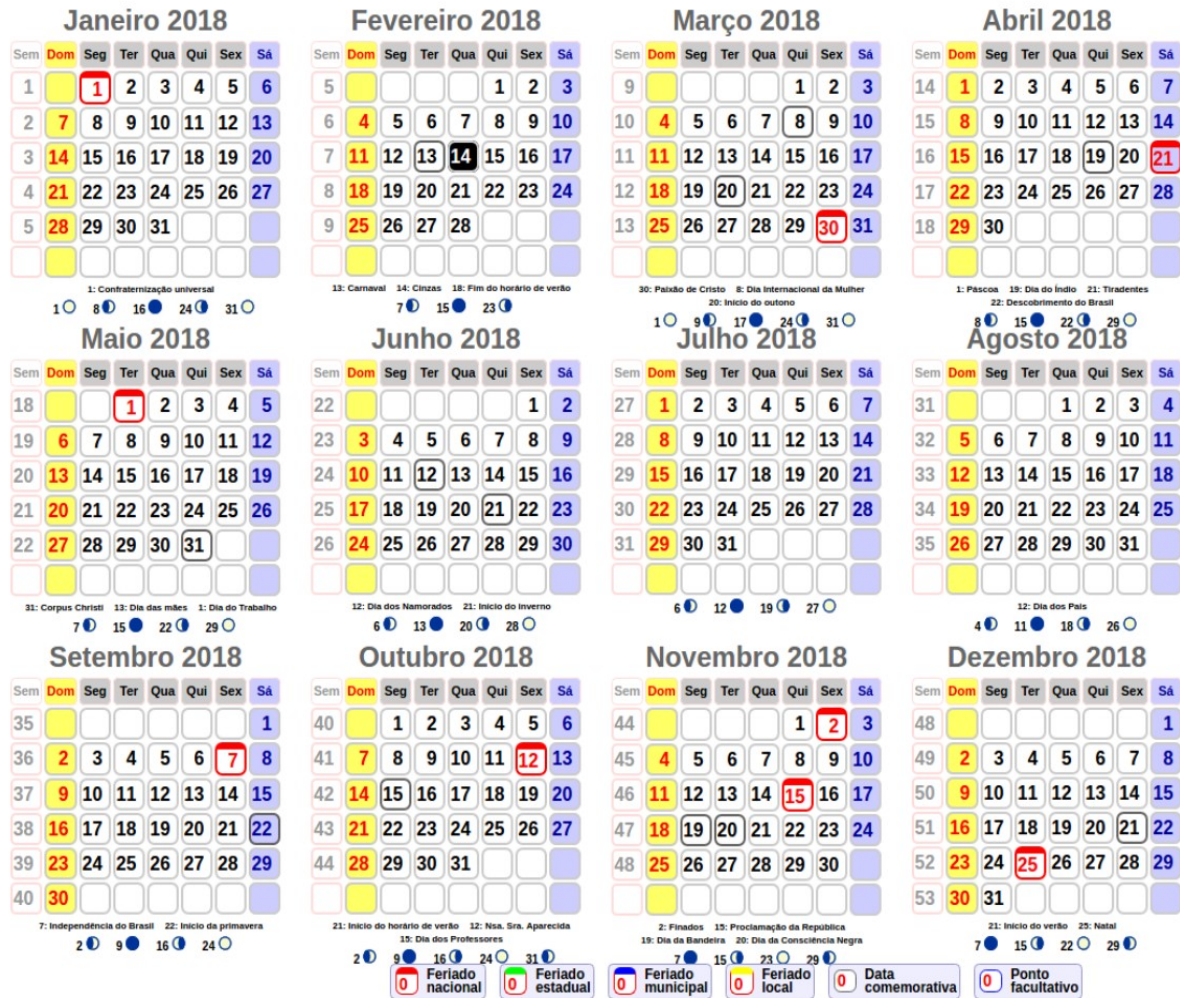 Janeiro 2018
Sem Dom Seg Ter Qua Qui Sex Sá
1 1 2 3 4 5 6
2 7 8 9 10 11 12 13
3 14 15 16 17 18 19 20
4 21 22 23 24 25 26 27
5 28 29 30 31
1: Confraternização universal
1 8 16 24 31
Fevereiro 2018
Sem Dom Seg Ter Qua Qui Sex Sá
5 1 2 3
6 4 5 6 7 8 9 10
7 11 12 13 14 15 16 17
8 18 19 20 21 22 23 24
9 25 26 27 28
13: Carnaval 14: Cinzas 18: Fim do horário de verão
7 15 23
Março 2018
Sem Dom Seg Ter Qua Qui Sex Sá
9 1 2 3
10 4 5 6 7 8 9 10
11 11 12 13 14 15 16 17
12 18 19 20 21 22 23 24
13 25 26 27 28 29 30 31
30: Paixão de Cristo 8: Dia Internacional da Mulher
20: Início do outono
1 9 17 24 31
Abril 2018
Sem Dom Seg Ter Qua Qui Sex Sá
14 1 2 3 4 5 6 7
15 8 9 10 11 12 13 14
16 15 16 17 18 19 20 21
17 22 23 24 25 26 27 28
18 29 30
1: Páscoa 19: Dia do Índio 21: Tiradentes
22: Descobrimento do Brasil
8 15 22 29
Maio 2018
Sem Dom Seg Ter Qua Qui Sex Sá
18 1 2 3 4 5
19 6 7 8 9 10 11 12
20 13 14 15 16 17 18 19
21 20 21 22 23 24 25 26
22 27 28 29 30 31
31: Corpus Christi 13: Dia das mães 1: Dia do Trabalho
7 15 22 29
Junho 2018
Sem Dom Seg Ter Qua Qui Sex Sá
22 1 2
23 3 4 5 6 7 8 9
24 10 11 12 13 14 15 16
25 17 18 19 20 21 22 23
26 24 25 26 27 28 29 30
12: Dia dos Namorados 21: Início do inverno
6 13 20 28
Julho 2018
Sem Dom Seg Ter Qua Qui Sex Sá
27 1 2 3 4 5 6 7
28 8 9 10 11 12 13 14
29 15 16 17 18 19 20 21
30 22 23 24 25 26 27 28
31 29 30 31
6 12 19 27
Agosto 2018
Sem Dom Seg Ter Qua Qui Sex Sá
31 1 2 3 4
32 5 6 7 8 9 10 11
33 12 13 14 15 16 17 18
34 19 20 21 22 23 24 25
35 26 27 28 29 30 31
12: Dia dos Pais
4 11 18 26
Setembro 2018
Sem Dom Seg Ter Qua Qui Sex Sá
35 1
36 2 3 4 5 6 7 8
37 9 10 11 12 13 14 15
38 16 17 18 19 20 21 22
39 23 24 25 26 27 28 29
40 30
7: Independência do Brasil 22: Início da primavera
2 9 16 24
Outubro 2018
Sem Dom Seg Ter Qua Qui Sex Sá
40 1 2 3 4 5 6
41 7 8 9 10 11 12 13
42 14 15 16 17 18 19 20
43 21 22 23 24 25 26 27
44 28 29 30 31
21: Início do horário de verão 12: Nsa. Sra. Aparecida
15: Dia dos Professores
2 9 16 24 31
Novembro 2018
Sem Dom Seg Ter Qua Qui Sex Sá
44 1 2 3
45 4 5 6 7 8 9 10
46 11 12 13 14 15 16 17
47 18 19 20 21 22 23 24
48 25 26 27 28 29 30
2: Finados 15: Proclamação da República
19: Dia da Bandeira 20: Dia da Consciência Negra
7 15 23 29
Dezembro 2018
Sem Dom Seg Ter Qua Qui Sex Sá
48 1
49 2 3 4 5 6 7 8
50 9 10 11 12 13 14 15
51 16 17 18 19 20 21 22
52 23 24 25 26 27 28 29
53 30 31
21: Início do verão 25: Natal
7 15 22 29
0 Feriado nacional
0 Feriado estadual
0 Feriado municipal
0 Feriado local
0 Data comemorativa
0 Ponto facultativo